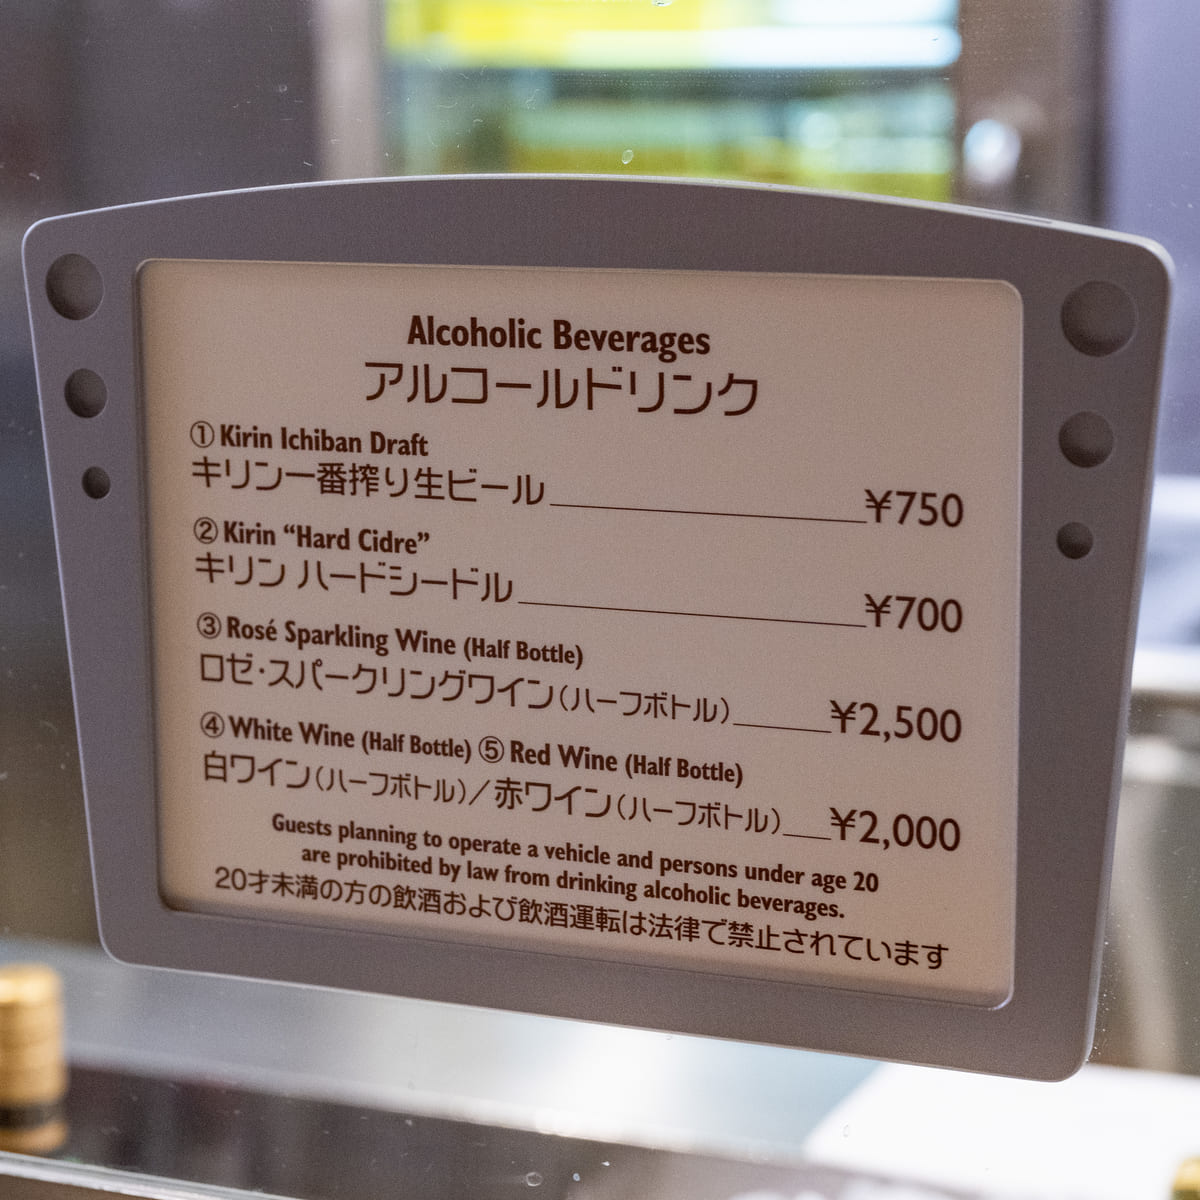 Alcoholic Beverages
アルコールドリンク
① Kirin Ichiban Draft
キリン一番搾り生ビール ¥750
② Kirin “Hard Cidre”
キリン ハードシードル ¥700
③ Rosé Sparkling Wine (Half Bottle)
ロゼ・スパークリングワイン（ハーフボトル） ¥2,500
④ White Wine (Half Bottle) ⑤ Red Wine (Half Bottle)
白ワイン（ハーフボトル）／赤ワイン（ハーフボトル） ¥2,000
Guests planning to operate a vehicle and persons under age 20
are prohibited by law from drinking alcoholic beverages.
20才未満の方の飲酒および飲酒運転は法律で禁止されています